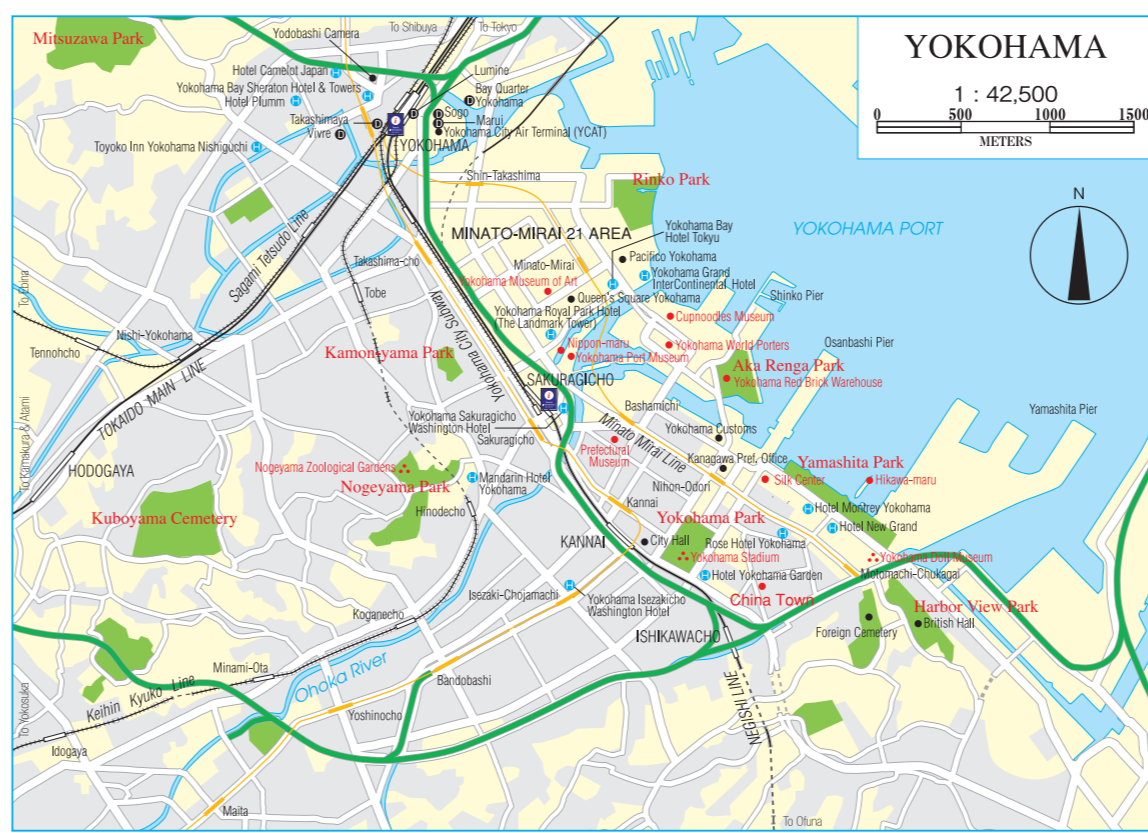 YOKOHAMA
1 : 42,500
0 500 1000 1500
METERS
N
To Shibuya
To Tokyo
Mitsuzawa Park
Yodobashi Camera
Hotel Camelot Japan
Yokohama Bay Sheraton Hotel & Towers
Hotel Plumm
Takashimaya
Vivre
Toyoko Inn Yokohama Nishiguchi
Lumine
Bay Quarter
Yokohama
Sogo
Marui
Yokohama City Air Terminal (YCAT)
YOKOHAMA
Shin-Takashima
Rinko Park
YOKOHAMA PORT
MINATO-MIRAI 21 AREA
Yokohama Bay
Hotel Tokyu
Pacifico Yokohama
Minato-Mirai
Yokohama Grand
InterContinental Hotel
Yokohama Museum of Art
Queen's Square Yokohama
Yokohama Royal Park Hotel
(The Landmark Tower)
Cupnoodles Museum
Shinko Pier
Nippon-maru
Yokohama Port Museum
Yokohama World Porters
Osanbashi Pier
Aka Renga Park
Yokohama Red Brick Warehouse
Yamashita Pier
Sagami Tetsudo Line
Takashima-cho
Tobe
Yokohama City Subway
To Ebina
Nishi-Yokohama
Tennohcho
TOKAIDO MAIN LINE
Kamon-yama Park
SAKURAGICHO
Yokohama Sakuragicho
Washington Hotel
Sakuragicho
Bashamichi
Minato Mirai Line
Yokohama Customs
Prefectural
Museum
Kanagawa Pref. Office
Yamashita Park
Silk Center
Hikawa-maru
To Kamakura & Atami
HODOGAYA
Nogeyama Zoological Gardens
Nogeyama Park
Mandarin Hotel
Yokohama
Hinodecho
Kuboyama Cemetery
Nihon-Odori
Kannai
Hotel Montrey Yokohama
Hotel New Grand
Yokohama Park
KANNAI
City Hall
Rose Hotel Yokohama
Yokohama Stadium
Yokohama Doll Museum
Motomachi-Chukagai
Hotel Yokohama Garden
China Town
Isezaki-Chojamachi
Yokohama Isezakicho
Washington Hotel
Koganecho
ISHIKAWACHO
Foreign Cemetery
Harbor View Park
British Hall
Minami-Ota
Ohoka River
Keihin Kyuko Line
Bandobashi
Yoshinocho
NEGISHI LINE
To Yokosuka
Idogaya
Maita
To Ofuna